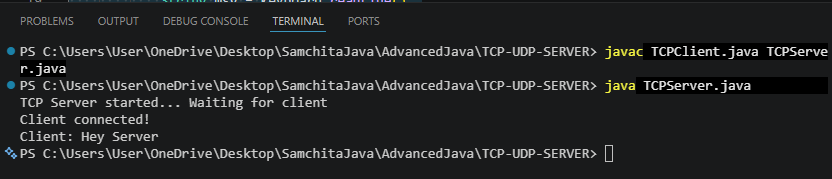 PROBLEMS OUTPUT DEBUG CONSOLE TERMINAL PORTS
PS C:\Users\User\OneDrive\Desktop\SamchitaJava\AdvancedJava\TCP-UDP-SERVER> javac TCPClient.java TCPServe
r.java
PS C:\Users\User\OneDrive\Desktop\SamchitaJava\AdvancedJava\TCP-UDP-SERVER> java TCPServer.java
TCP Server started... Waiting for client
Client connected!
Client: Hey Server
PS C:\Users\User\OneDrive\Desktop\SamchitaJava\AdvancedJava\TCP-UDP-SERVER>